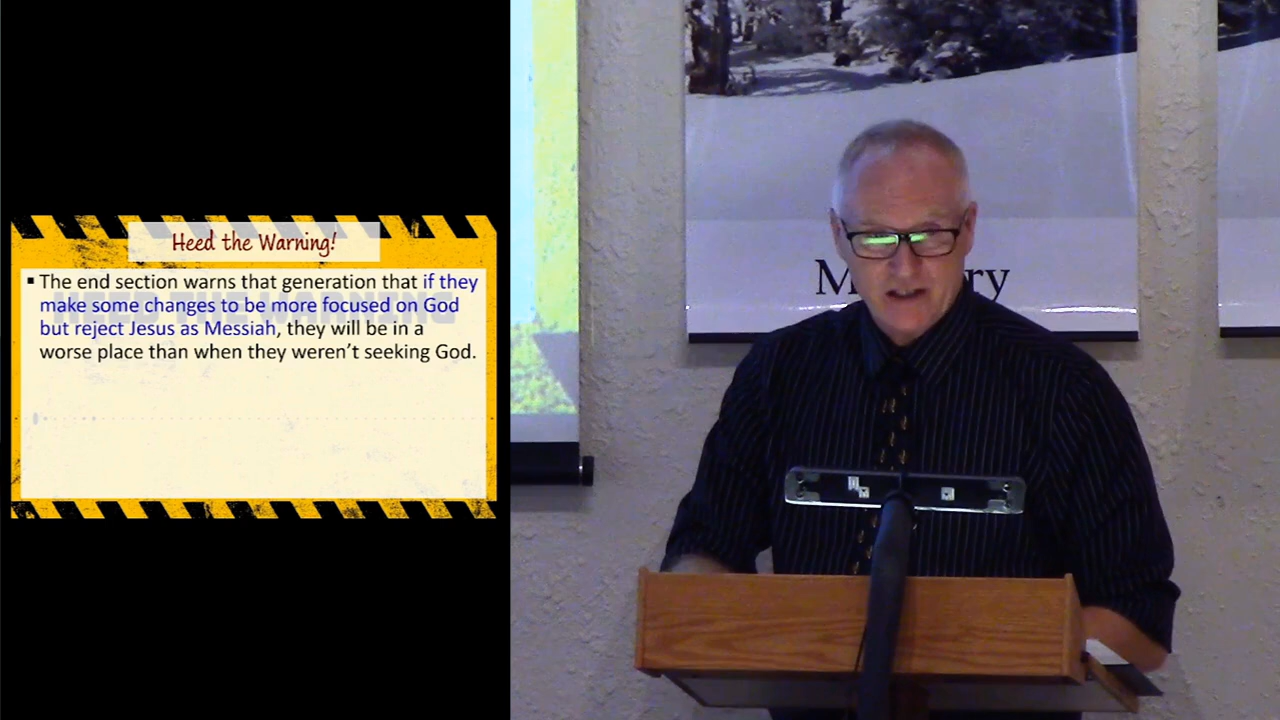 Heed the Warning!
▪ The end section warns that generation that if they
make some changes to be more focused on God
but reject Jesus as Messiah, they will be in a
worse place than when they weren't seeking God.